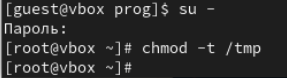 [guest@vbox prog]$ su -
Пароль:
[root@vbox ~]# chmod -t /tmp
[root@vbox ~]#